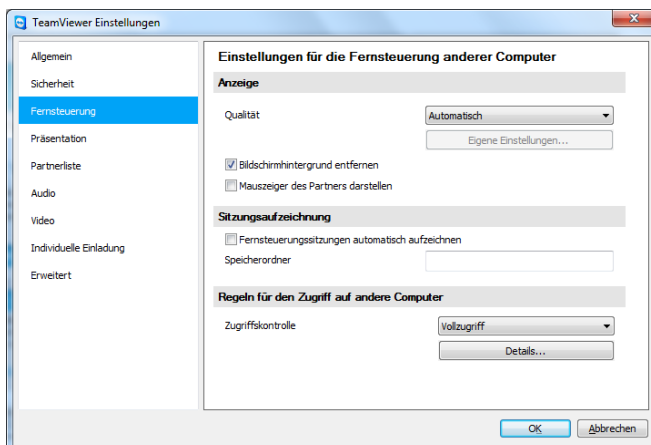 TeamViewer Einstellungen
Allgemein
Sicherheit
Fernsteuerung
Präsentation
Partnerliste
Audio
Video
Individuelle Einladung
Erweitert
Einstellungen für die Fernsteuerung anderer Computer
Anzeige
Qualität Automatisch
Eigene Einstellungen...
Bildschirmhintergrund entfernen
Mauszeiger des Partners darstellen
Sitzungsaufzeichnung
Fernsteuerungssitzungen automatisch aufzeichnen
Speicherordner
Regeln für den Zugriff auf andere Computer
Zugriffskontrolle Vollzugriff
Details...
OK Abbrechen